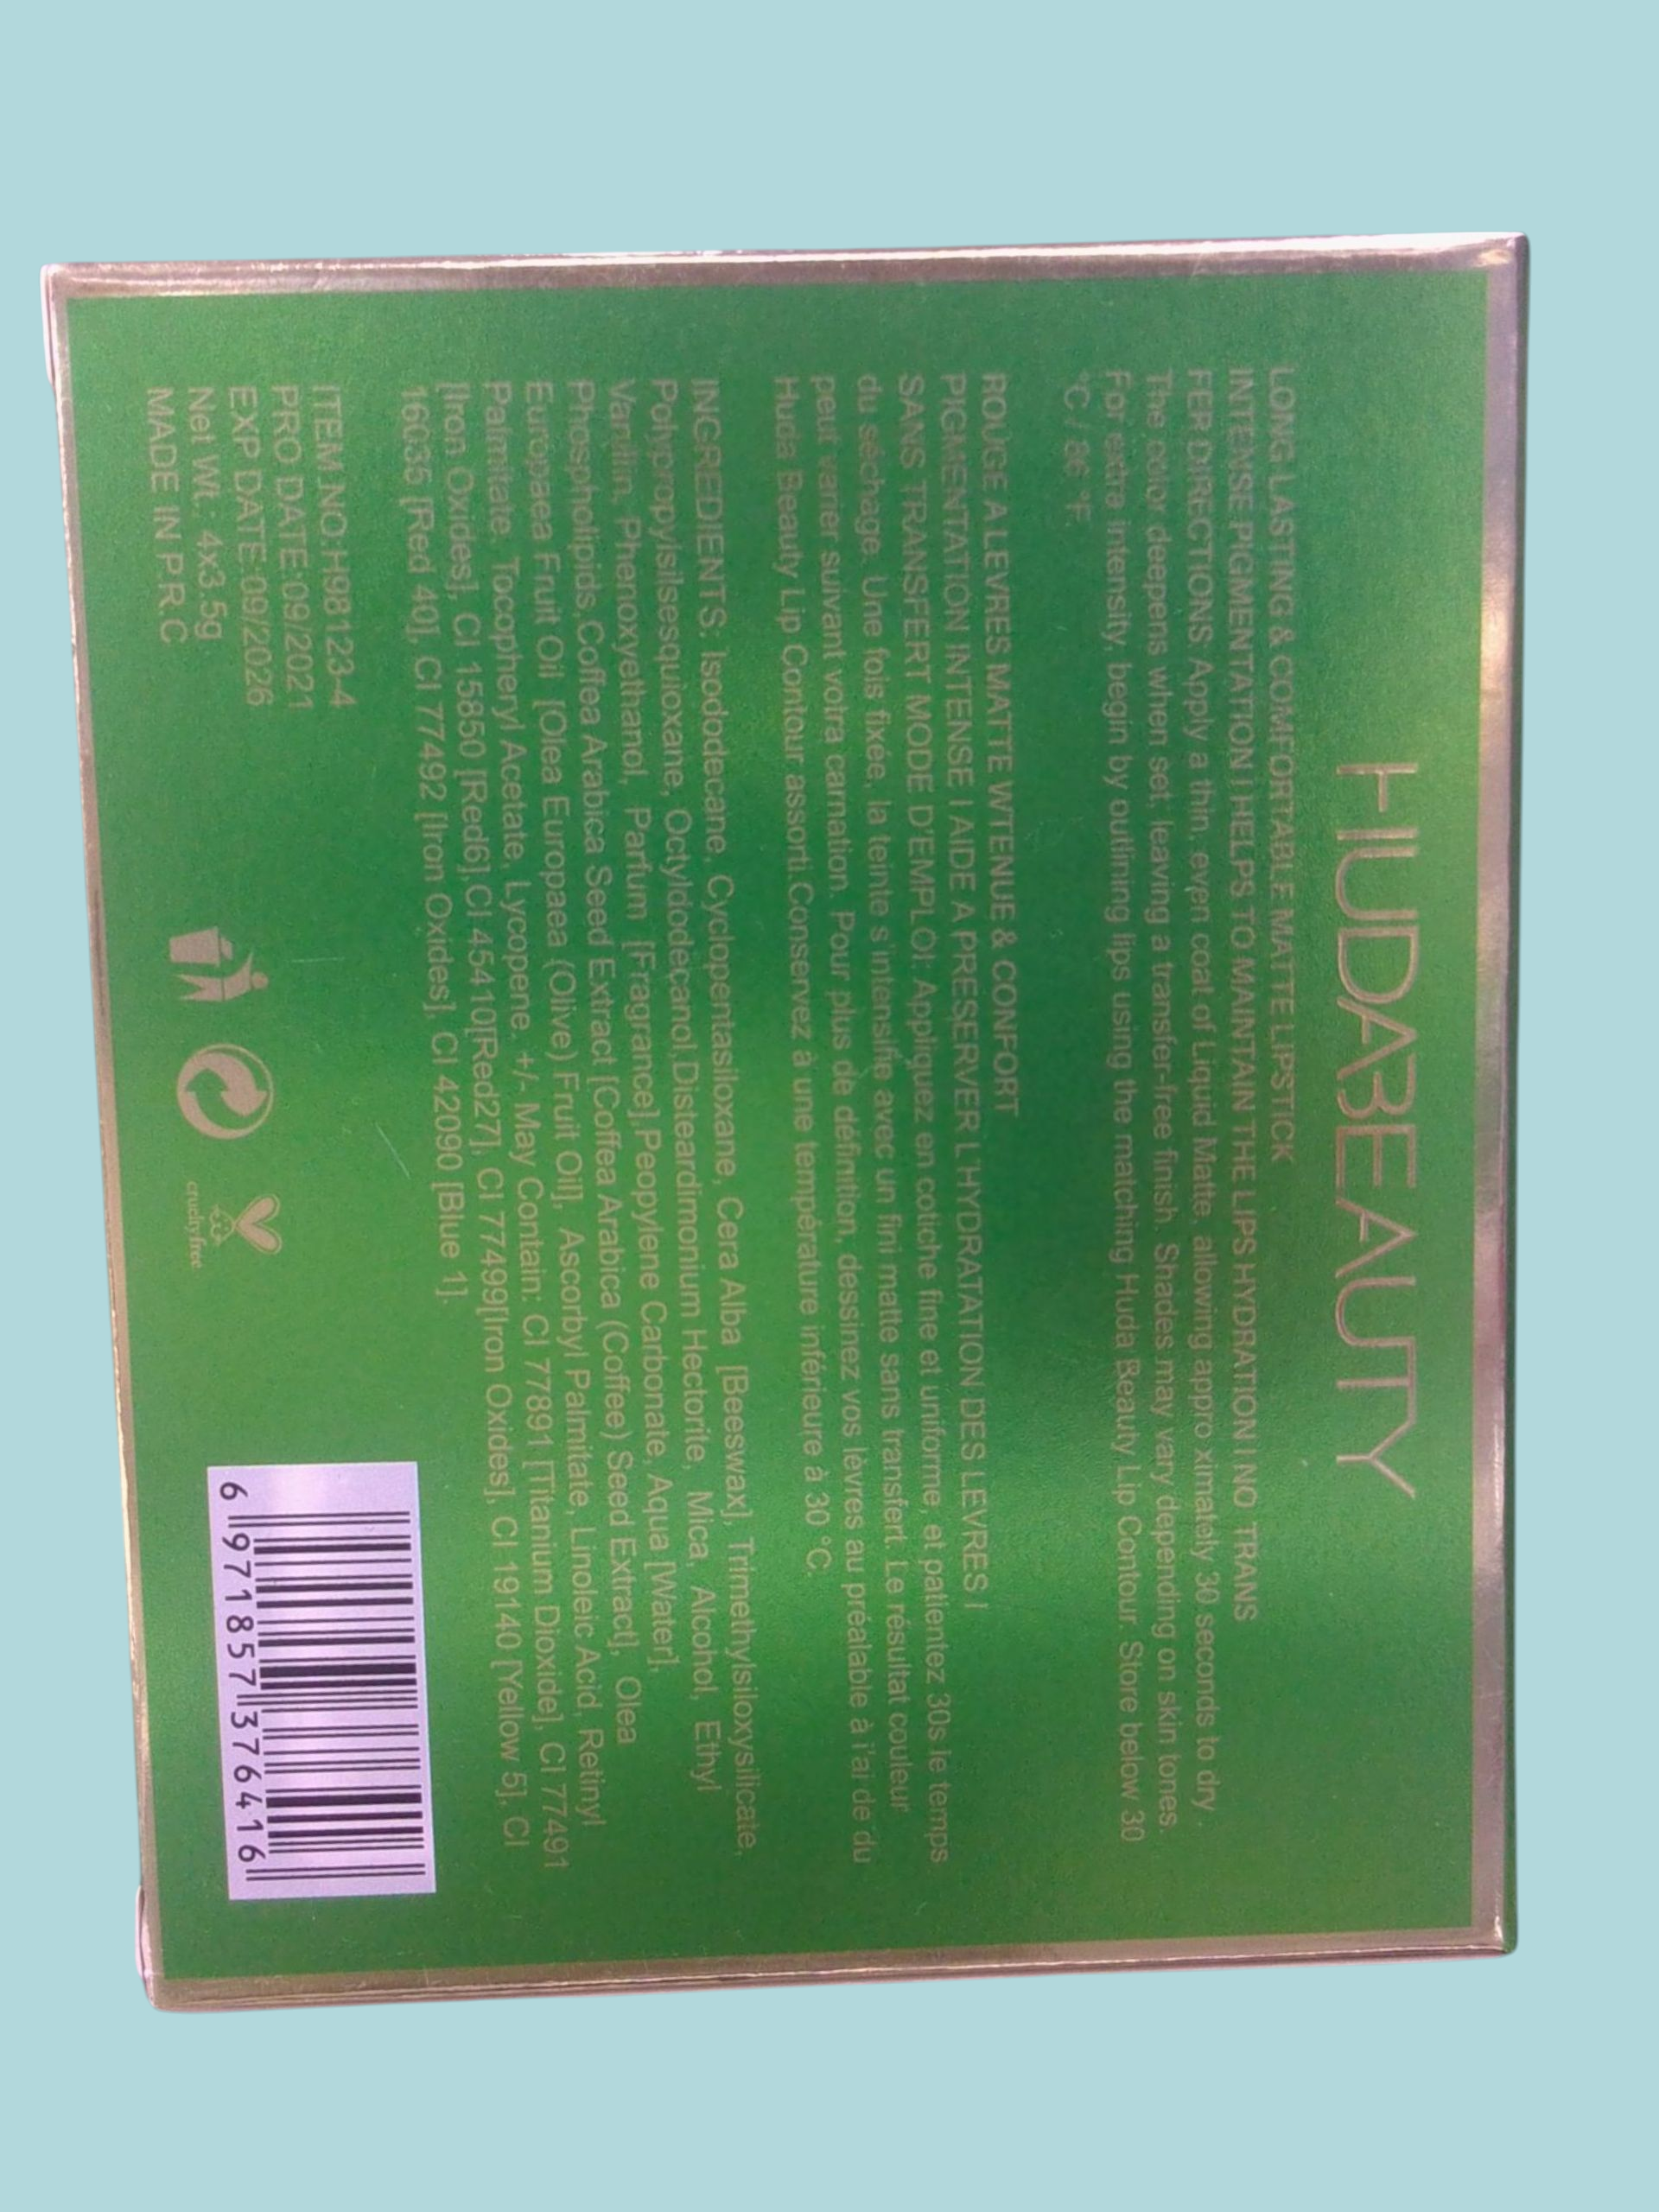 HUDABEAUTY
LONG LASTING & COMFORTABLE MATTE LIPSTICK
INTENSE PIGMENTATION I HELPS TO MAINTAIN THE LIPS HYDRATION I NO TRANS
FER DIRECTIONS: Apply a thin, even coat of Liquid Matte, allowing appro ximately 30 seconds to dry
The color deepens when set, leaving a transfer-free finish. Shades may vary depending on skin tones.
For extra intensity, begin by outlining lips using the matching Huda Beauty Lip Contour. Store below 30
°C / 86 °F.
ROUGE A LEVRES MATTE WTENUE & CONFORT
PIGMENTATION INTENSE I AIDE A PRESERVER L'HYDRATATION DES LEVRES I
SANS TRANSFERT MODE D'EMPLOI: Appliquez en cotiche fine et uniforme, et patientez 30s le temps
du séchage. Une fois fixée, la teinte s'intensifie avec un fini matte sans transfert. Le résultat couleur
peut varier suivant votra carnation. Pour plus de définition, dessinez vos lèvres au préalable à l'ai de du
Huda Beauty Lip Contour assorti.Conservez à une température inférieure à 30 °C.
INGREDIENTS: Isododecane, Cyclopentasiloxane, Cera Alba [Beeswax], Trimethylsiloxysilicate,
Polypropylsilsesquioxane, Octyldodecanol,Disteardimonium Hectorite, Mica, Alcohol, Ethyl
Vanillin, Phenoxyethanol, Parfum [Fragrance],Peopylene Carbonate, Aqua [Water],
Phospholipids,Coffea Arabica Seed Extract [Coffea Arabica (Coffee) Seed Extract], Olea
Europaea Fruit Oil [Olea Europaea (Olive) Fruit Oil], Ascorbyl Palmitate, Linoleic Acid, Retinyl
Palmitate, Tocopheryl Acetate, Lycopene. +/- May Contain: CI 77891 [Titanium Dioxide], CI 77491
[Iron Oxides], CI 15850 [Red6],CI 45410[Red27], CI 77499[Iron Oxides], CI 19140 [Yellow 5], CI
16035 [Red 40], CI 77492 [Iron Oxides], CI 42090 [Blue 1].
ITEM NO:H98123-4
PRO DATE:09/2021
EXP DATE:09/2026
Net Wt.: 4x3.5g
MADE IN P.R.C
cruelty free
6 971857 376416